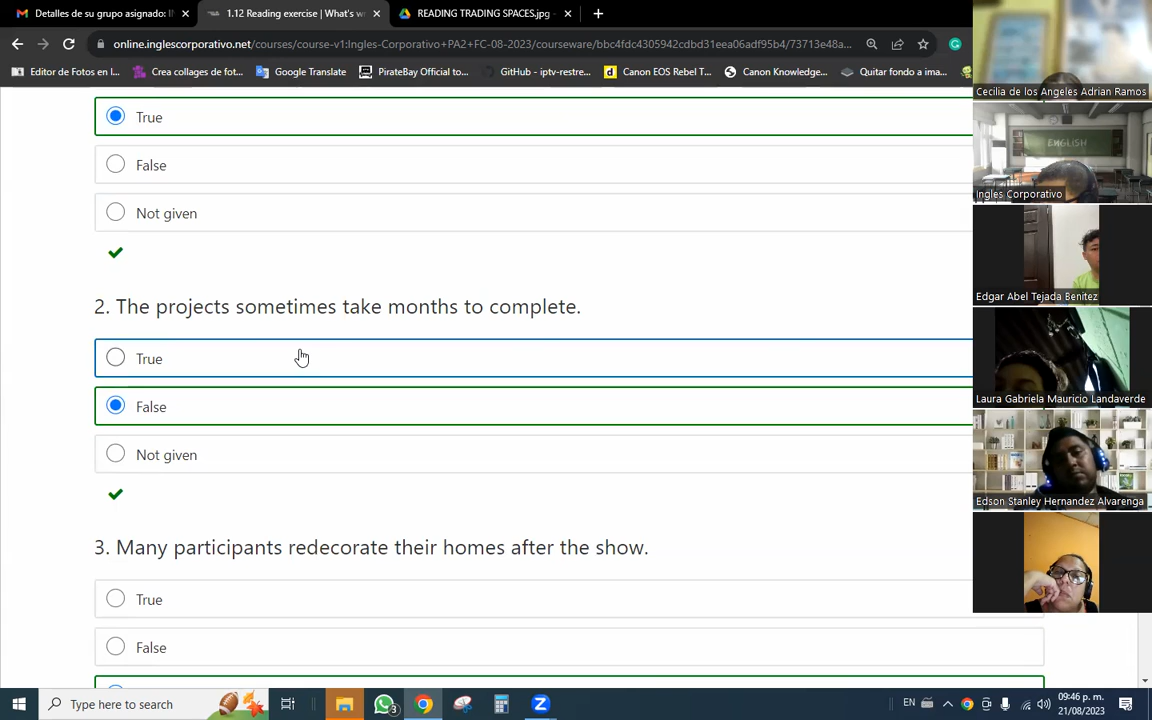 Detalles de su grupo asignado: IN
1.12 Reading exercise | What's w
READING TRADING SPACES.jpg
online.inglescorporativo.net/courses/course-v1:Ingles-Corporativo+PA2+FC-08-2023/courseware/bbc4fdc4305942cdbd31eea06adf95b4/73713e48a...
Editor de Fotos en l...
Crea collages de fot...
Google Translate
PirateBay Official to...
GitHub - iptv-restre...
Canon EOS Rebel T...
Canon Knowledge...
Quitar fondo a ima...
True
False
Not given
2. The projects sometimes take months to complete.
True
False
Not given
3. Many participants redecorate their homes after the show.
True
False
Cecilia de los Angeles Adrian Ramos
ENGLISH
Ingles Corporativo
Edgar Abel Tejada Benitez
Laura Gabriela Mauricio Landaverde
Edson Stanley Hernandez Alvarenga
Type here to search
3
EN
09:46 p. m.
21/08/2023